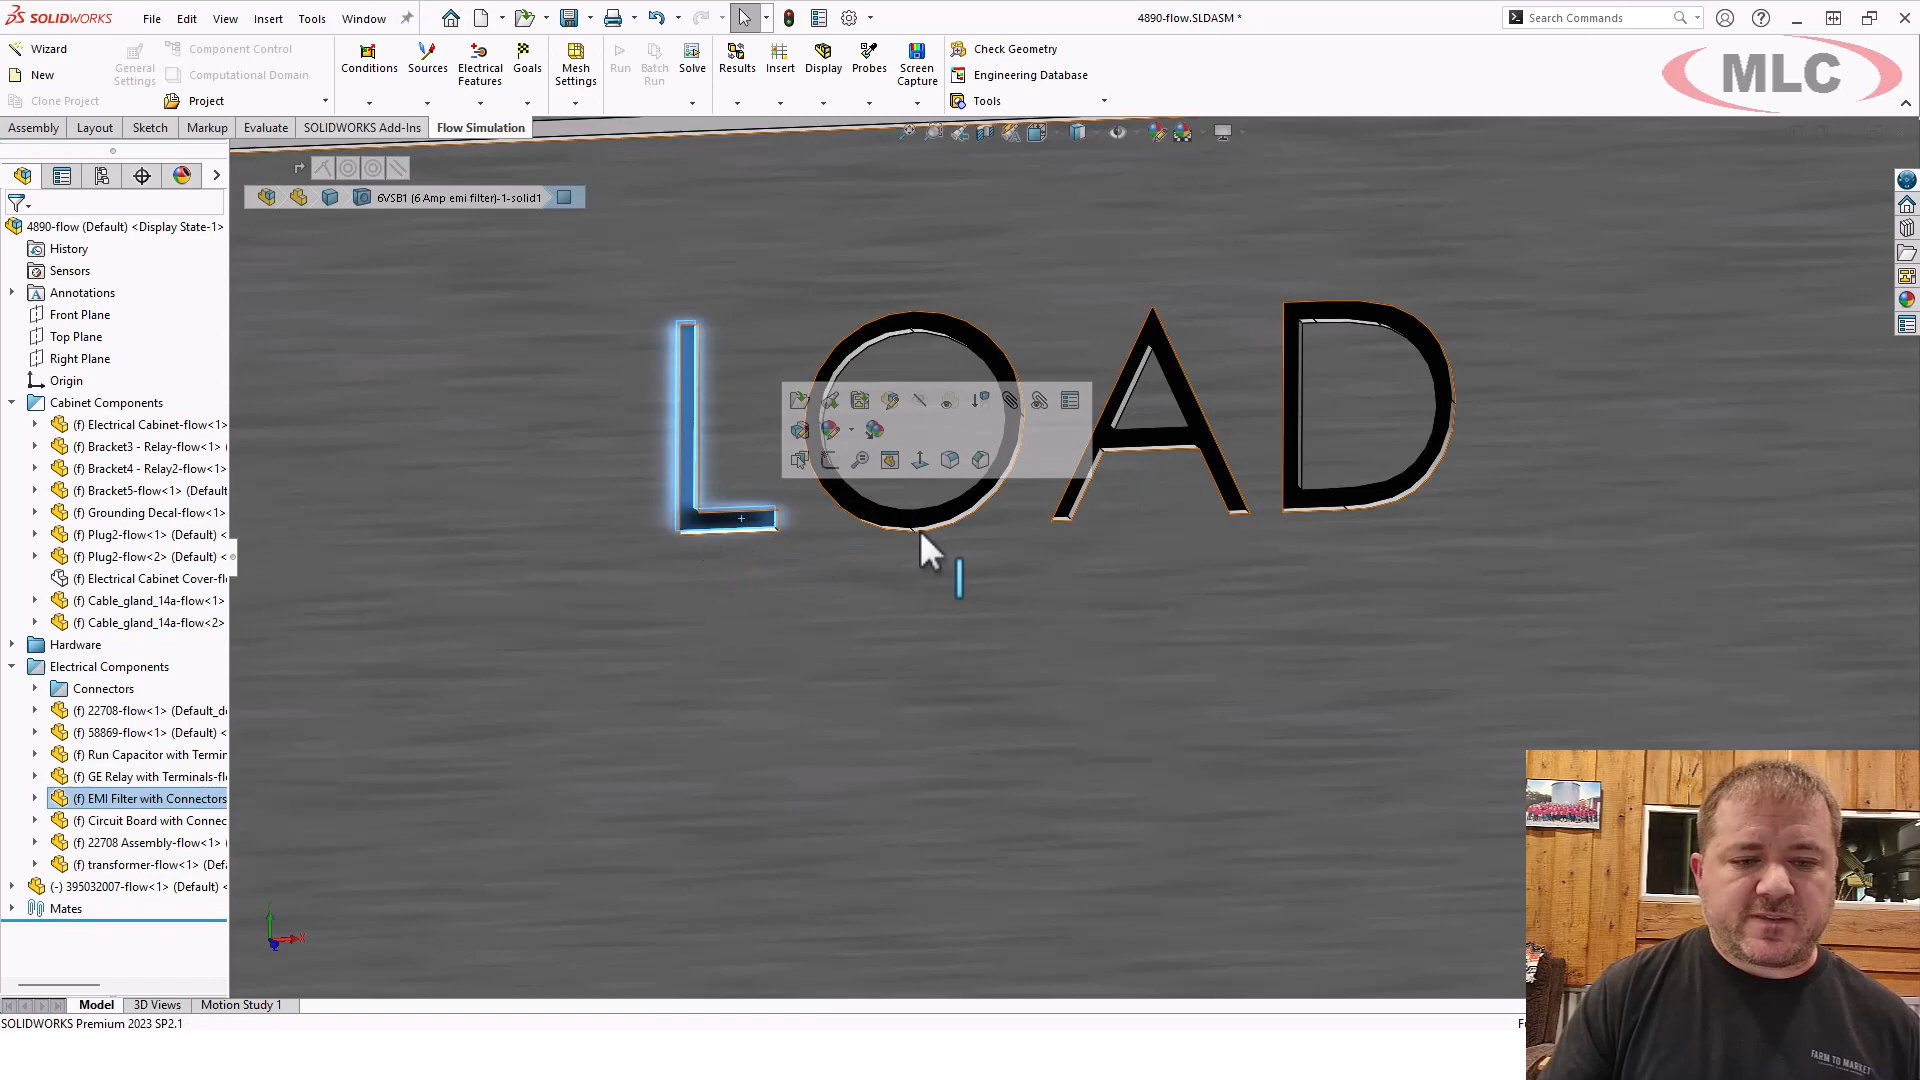 SOLIDWORKS
File Edit View Insert Tools Window
4890-flow.SLDASM *
Search Commands
Wizard
New
Clone Project
General Settings
Component Control
Computational Domain
Project
Conditions
Sources
Electrical Features
Goals
Mesh Settings
Run
Batch Run
Solve
Results
Insert
Display
Probes
Screen Capture
Check Geometry
Engineering Database
Tools
MLC
Assembly Layout Sketch Markup Evaluate SOLIDWORKS Add-Ins Flow Simulation
6VSB1 (6 Amp emi filter)-1-solid1
4890-flow (Default) <Display State-1>
History
Sensors
Annotations
Front Plane
Top Plane
Right Plane
Origin
Cabinet Components
(f) Electrical Cabinet-flow<1>
(f) Bracket3 - Relay-flow<1> (
(f) Bracket4 - Relay2-flow<1>
(f) Bracket5-flow<1> (Default
(f) Grounding Decal-flow<1>
(f) Plug2-flow<1> (Default) <
(f) Plug2-flow<2> (Default) <
(f) Electrical Cabinet Cover-fl
(f) Cable_gland_14a-flow<1>
(f) Cable_gland_14a-flow<2>
Hardware
Electrical Components
Connectors
(f) 22708-flow<1> (Default_d
(f) 58869-flow<1> (Default) <
(f) Run Capacitor with Termin
(f) GE Relay with Terminals-fl
(f) EMI Filter with Connectors
(f) Circuit Board with Connec
(f) 22708 Assembly-flow<1>
(f) transformer-flow<1> (Def
(-) 395032007-flow<1> (Default) <
Mates
LOAD
X
Model 3D Views Motion Study 1
SOLIDWORKS Premium 2023 SP2.1
FARM TO MARKET